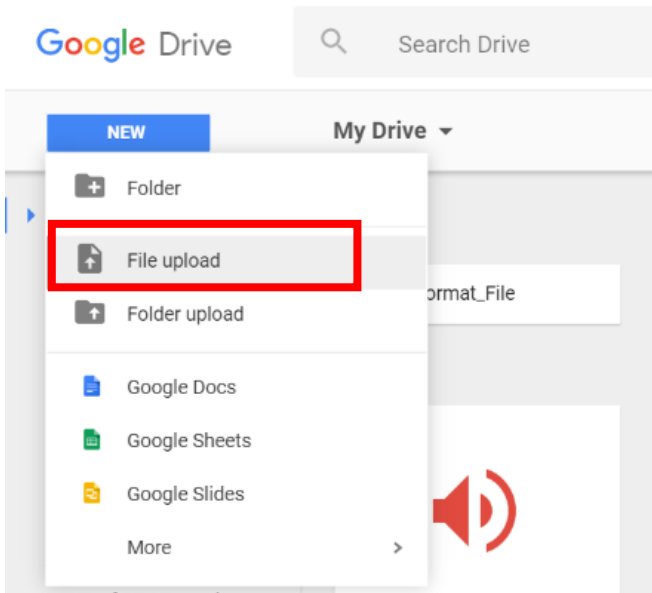 Google Drive
Search Drive
NEW
My Drive
Folder
File upload
ormat_File
Folder upload
Google Docs
Google Sheets
Google Slides
More